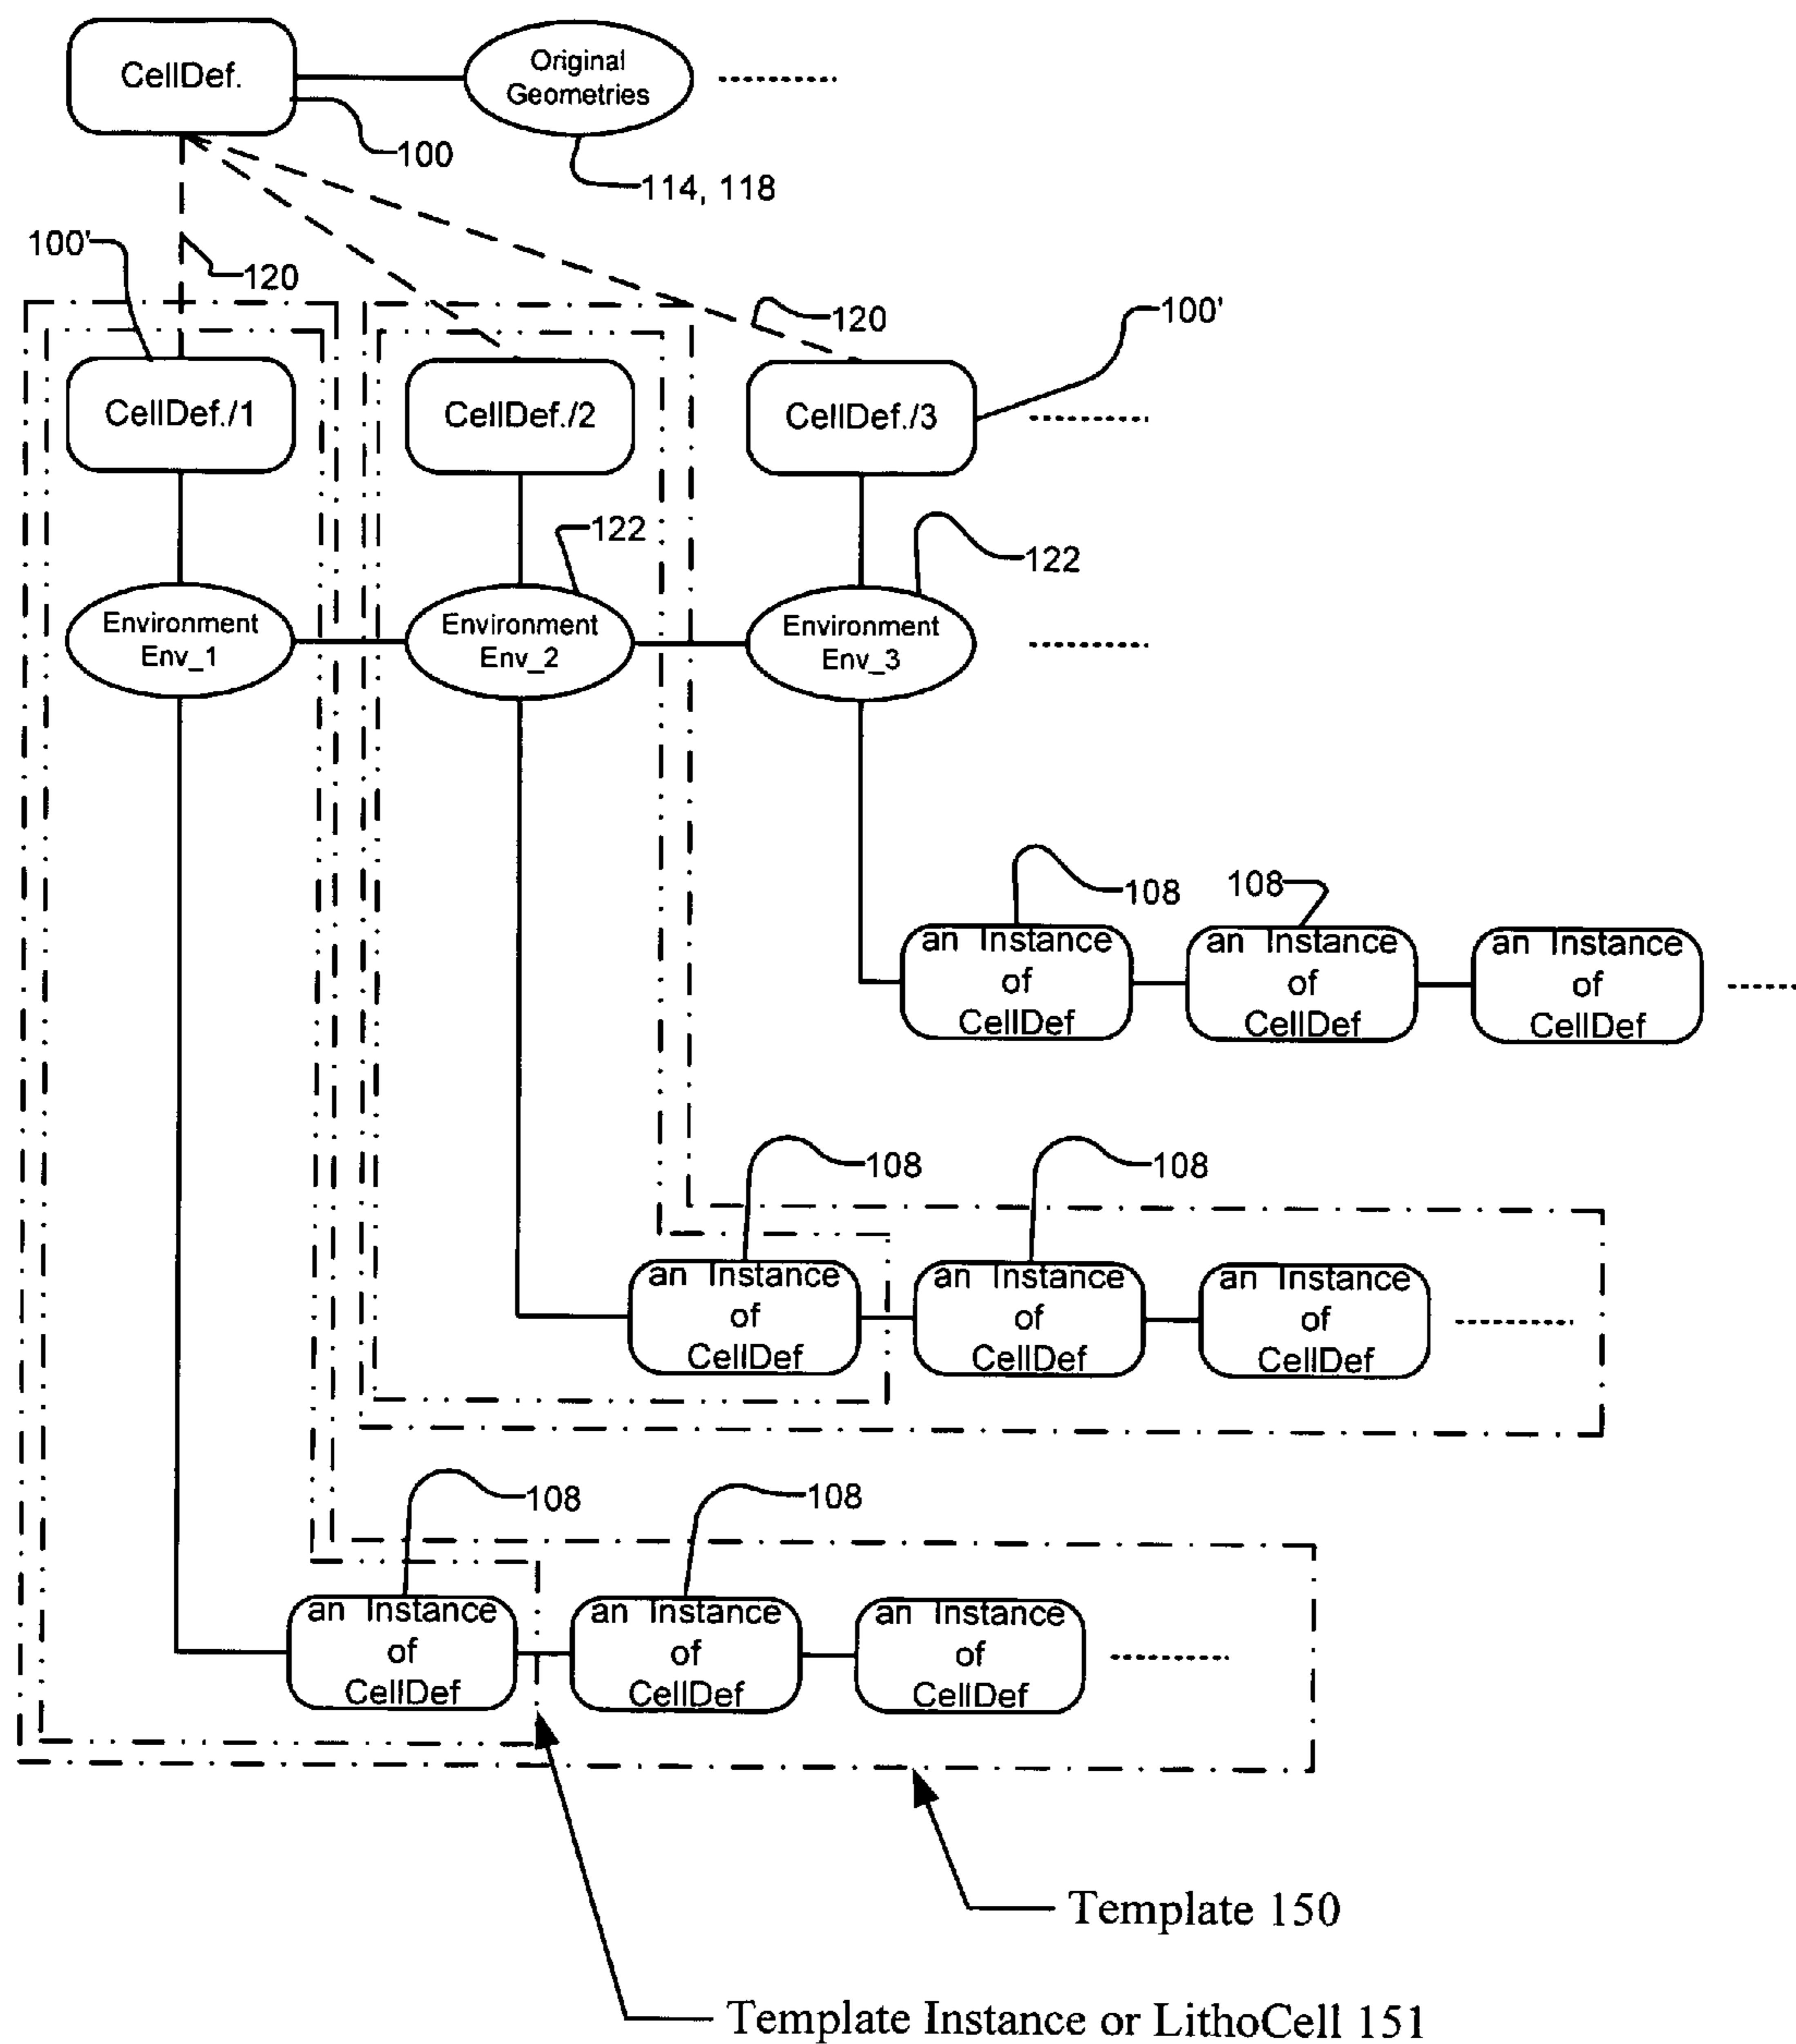 CellDef.
Original
Geometries
100
114, 118
100'
120
120
100'
CellDef./1
CellDef./2
CellDef./3
122
122
Environment
Env_1
Environment
Env_2
Environment
Env_3
108
108
an Instance
of
CellDef
an Instance
of
CellDef
an Instance
of
CellDef
108
108
an Instance
of
CellDef
an Instance
of
CellDef
an Instance
of
CellDef
108
108
an Instance
of
CellDef
an Instance
of
CellDef
an Instance
of
CellDef
Template 150
Template Instance or LithoCell 151